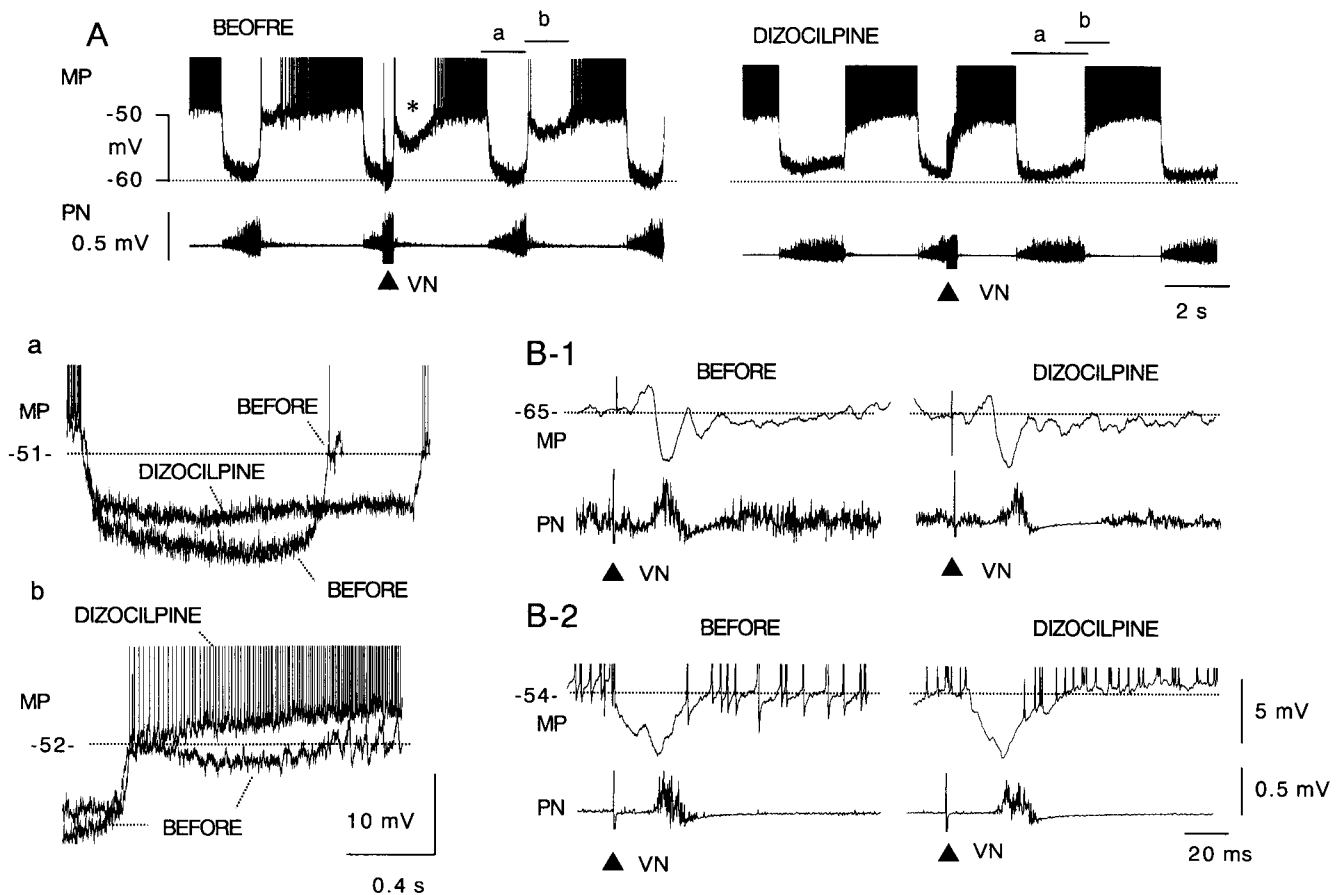 A
BEOFRE
a
b
DIZOCILPINE
a
b
MP
-50
mV
-60
*
PN
0.5 mV
VN
VN
2 s
a
MP
BEFORE
-51-
DIZOCILPINE
BEFORE
b
DIZOCILPINE
MP
-52-
BEFORE
10 mV
0.4 s
B-1
BEFORE
DIZOCILPINE
-65-
MP
PN
VN
VN
B-2
BEFORE
DIZOCILPINE
-54-
MP
5 mV
PN
0.5 mV
VN
VN
20 ms